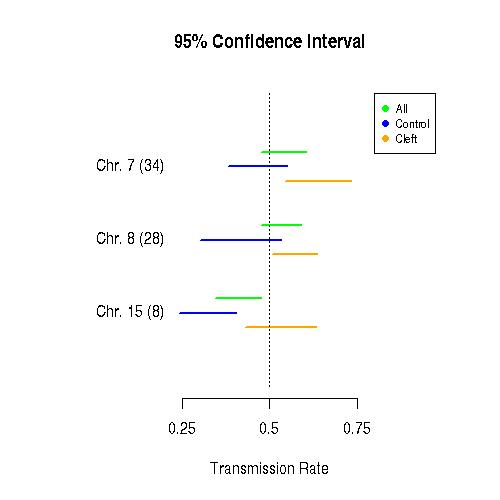 95% Confidence Interval
All
Control
Cleft
Chr. 7 (34)
Chr. 8 (28)
Chr. 15 (8)
0.25 0.5 0.75
Transmission Rate